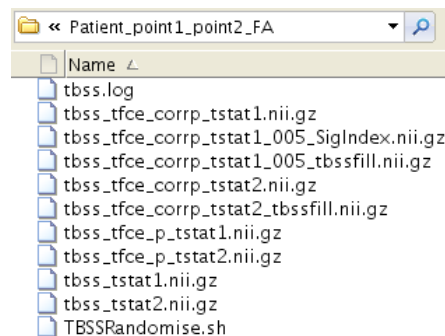 « Patient_point1_point2_FA
Name
tbss.log
tbss_tfce_corrp_tstat1.nii.gz
tbss_tfce_corrp_tstat1_005_SigIndex.nii.gz
tbss_tfce_corrp_tstat1_005_tbssfill.nii.gz
tbss_tfce_corrp_tstat2.nii.gz
tbss_tfce_corrp_tstat2_tbssfill.nii.gz
tbss_tfce_p_tstat1.nii.gz
tbss_tfce_p_tstat2.nii.gz
tbss_tstat1.nii.gz
tbss_tstat2.nii.gz
TBSSRandomise.sh